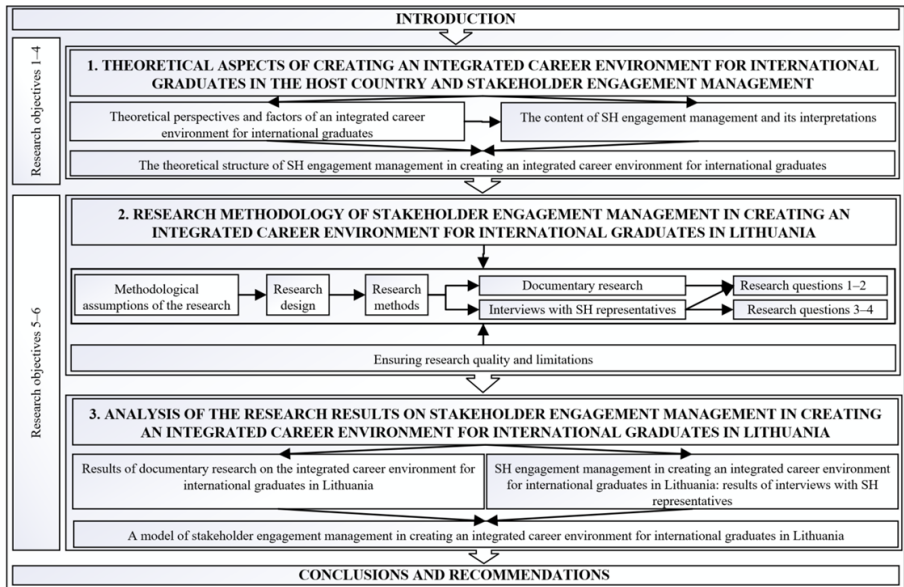 INTRODUCTION
Research objectives 1–4
1. THEORETICAL ASPECTS OF CREATING AN INTEGRATED CAREER ENVIRONMENT FOR INTERNATIONAL
GRADUATES IN THE HOST COUNTRY AND STAKEHOLDER ENGAGEMENT MANAGEMENT
Theoretical perspectives and factors of an integrated career
environment for international graduates
The content of SH engagement management and its interpretations
The theoretical structure of SH engagement management in creating an integrated career environment for international graduates
Research objectives 5–6
2. RESEARCH METHODOLOGY OF STAKEHOLDER ENGAGEMENT MANAGEMENT IN CREATING AN
INTEGRATED CAREER ENVIRONMENT FOR INTERNATIONAL GRADUATES IN LITHUANIA
Methodological
assumptions of the research
Research
design
Research
methods
Documentary research
Interviews with SH representatives
Research questions 1–2
Research questions 3–4
Ensuring research quality and limitations
3. ANALYSIS OF THE RESEARCH RESULTS ON STAKEHOLDER ENGAGEMENT MANAGEMENT IN CREATING
AN INTEGRATED CAREER ENVIRONMENT FOR INTERNATIONAL GRADUATES IN LITHUANIA
Results of documentary research on the integrated career environment for
international graduates in Lithuania
SH engagement management in creating an integrated career environment
for international graduates in Lithuania: results of interviews with SH
representatives
A model of stakeholder engagement management in creating an integrated career environment for international graduates in Lithuania
CONCLUSIONS AND RECOMMENDATIONS